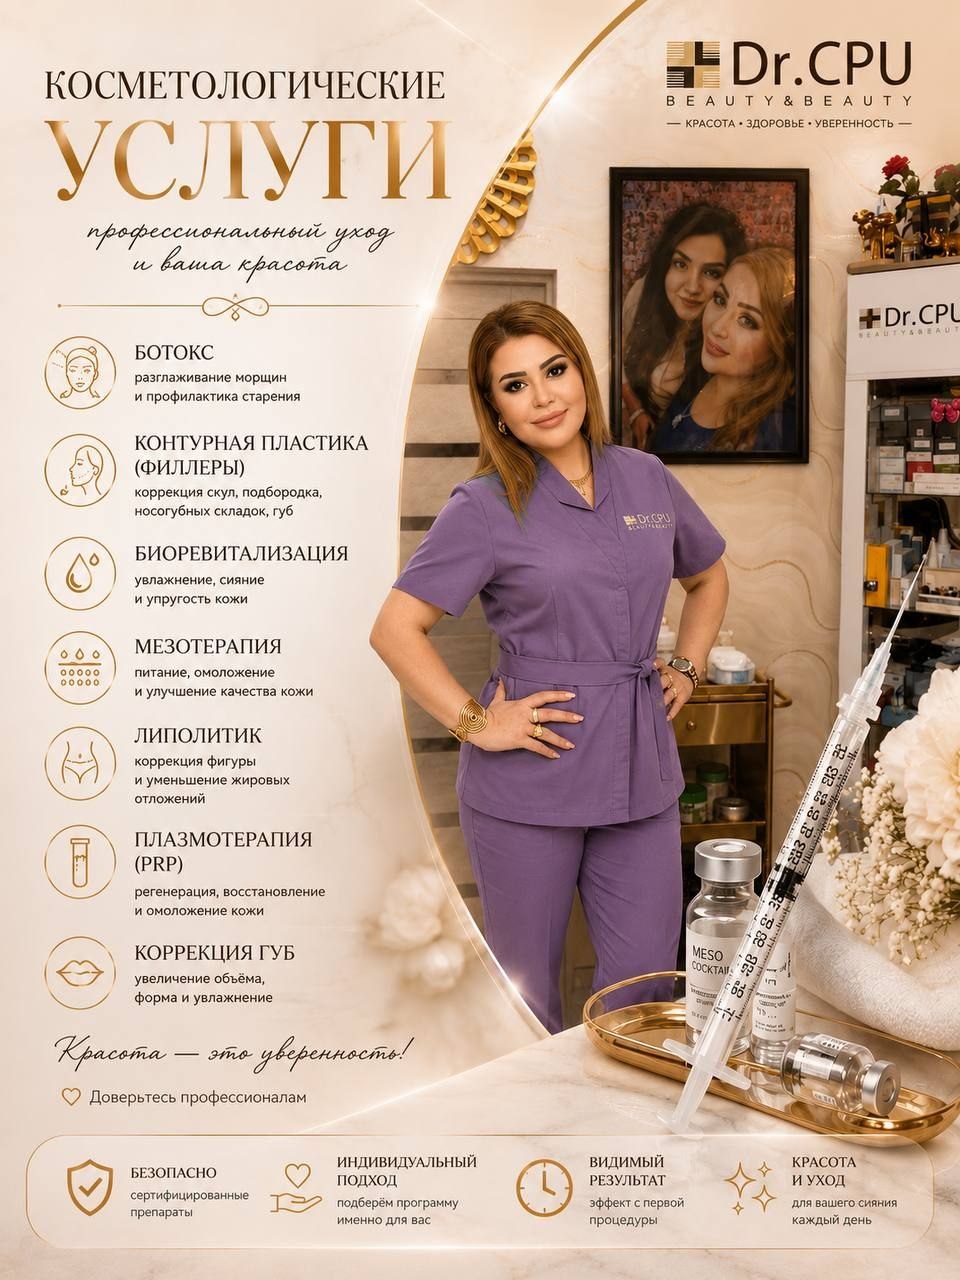 КОСМЕТОЛОГИЧЕСКИЕ
УСЛУГИ
профессиональный уход
и ваша красота
Dr.CPU
BEAUTY&BEAUTY
— КРАСОТА • ЗДОРОВЬЕ • УВЕРЕННОСТЬ —
БОТОКС
разглаживание морщин
и профилактика старения
КОНТУРНАЯ ПЛАСТИКА
(ФИЛЛЕРЫ)
коррекция скул, подбородка,
носогубных складок, губ
БИОРЕВИТАЛИЗАЦИЯ
увлажнение, сияние
и упругость кожи
МЕЗОТЕРАПИЯ
питание, омоложение
и улучшение качества кожи
ЛИПОЛИТИК
коррекция фигуры
и уменьшение жировых
отложений
ПЛАЗМОТЕРАПИЯ
(PRP)
регенерация, восстановление
и омоложение кожи
КОРРЕКЦИЯ ГУБ
увеличение объёма,
форма и увлажнение
Красота — это уверенность!
Доверьтесь профессионалам
Dr.CPU
Dr.CPU
BEAUTY&BEAUTY
MESO
COCKTAIL
БЕЗОПАСНО
сертифицированные
препараты
ИНДИВИДУАЛЬНЫЙ
ПОДХОД
подберём программу
именно для вас
ВИДИМЫЙ
РЕЗУЛЬТАТ
эффект с первой
процедуры
КРАСОТА
И УХОД
для вашего сияния
каждый день